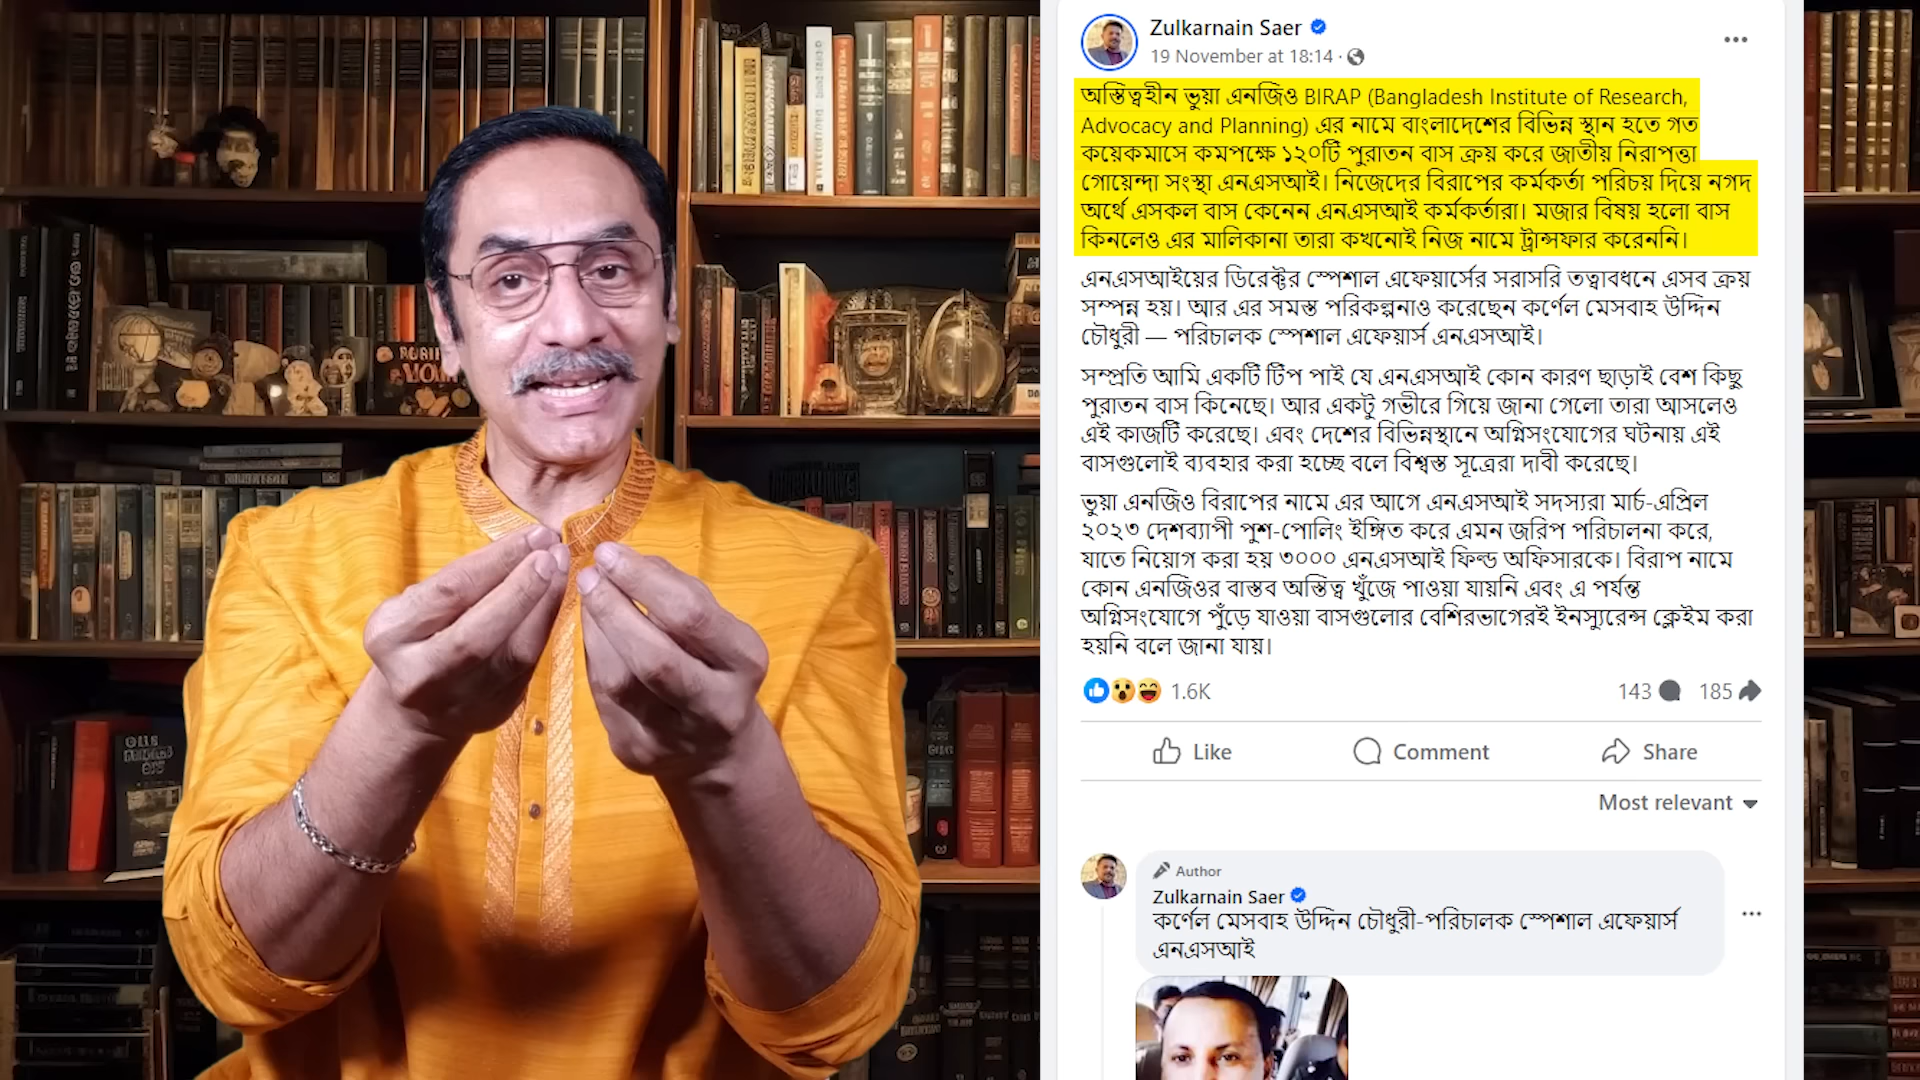 Zulkarnain Saer
19 November at 18:14 ·
অস্তিত্বহীন ভুয়া এনজিও BIRAP (Bangladesh Institute of Research,
Advocacy and Planning) এর নামে বাংলাদেশের বিভিন্ন স্থান হতে গত
কয়েকমাসে কমপক্ষে ১২০টি পুরাতন বাস ক্রয় করে জাতীয় নিরাপত্তা
গোয়েন্দা সংস্থা এনএসআই। নিজেদের বিরাপের কর্মকর্তা পরিচয় দিয়ে নগদ
অর্থে এসকল বাস কেনেন এনএসআই কর্মকর্তারা। মজার বিষয় হলো বাস
কিনলেও এর মালিকানা তারা কখনোই নিজ নামে ট্রান্সফার করেননি।
এনএসআইয়ের ডিরেক্টর স্পেশাল এফেয়ার্সের সরাসরি তত্বাবধনে এসব ক্রয়
সম্পন্ন হয়। আর এর সমস্ত পরিকল্পনাও করেছেন কর্ণেল মেসবাহ উদ্দিন
চৌধুরী — পরিচালক স্পেশাল এফেয়ার্স এনএসআই।
সম্প্রতি আমি একটি টিপ পাই যে এনএসআই কোন কারণ ছাড়াই বেশ কিছু
পুরাতন বাস কিনেছে। আর একটু গভীরে গিয়ে জানা গেলো তারা আসলেও
এই কাজটি করেছে। এবং দেশের বিভিন্নস্থানে অগ্নিসংযোগের ঘটনায় এই
বাসগুলোই ব্যবহার করা হচ্ছে বলে বিশ্বস্ত সূত্রেরা দাবী করেছে।
ভুয়া এনজিও বিরাপের নামে এর আগে এনএসআই সদস্যরা মার্চ-এপ্রিল
২০২৩ দেশব্যাপী পুশ-পোলিং ইঙ্গিত করে এমন জরিপ পরিচালনা করে,
যাতে নিয়োগ করা হয় ৩০০০ এনএসআই ফিল্ড অফিসারকে। বিরাপ নামে
কোন এনজিওর বাস্তব অস্তিত্ব খুঁজে পাওয়া যায়নি এবং এ পর্যন্ত
অগ্নিসংযোগে পুঁড়ে যাওয়া বাসগুলোর বেশিরভাগেরই ইনস্যুরেন্স ক্লেইম করা
হয়নি বলে জানা যায়।
1.6K 143 185
Like Comment Share
Most relevant
Author
Zulkarnain Saer
কর্ণেল মেসবাহ উদ্দিন চৌধুরী-পরিচালক স্পেশাল এফেয়ার্স
এনএসআই